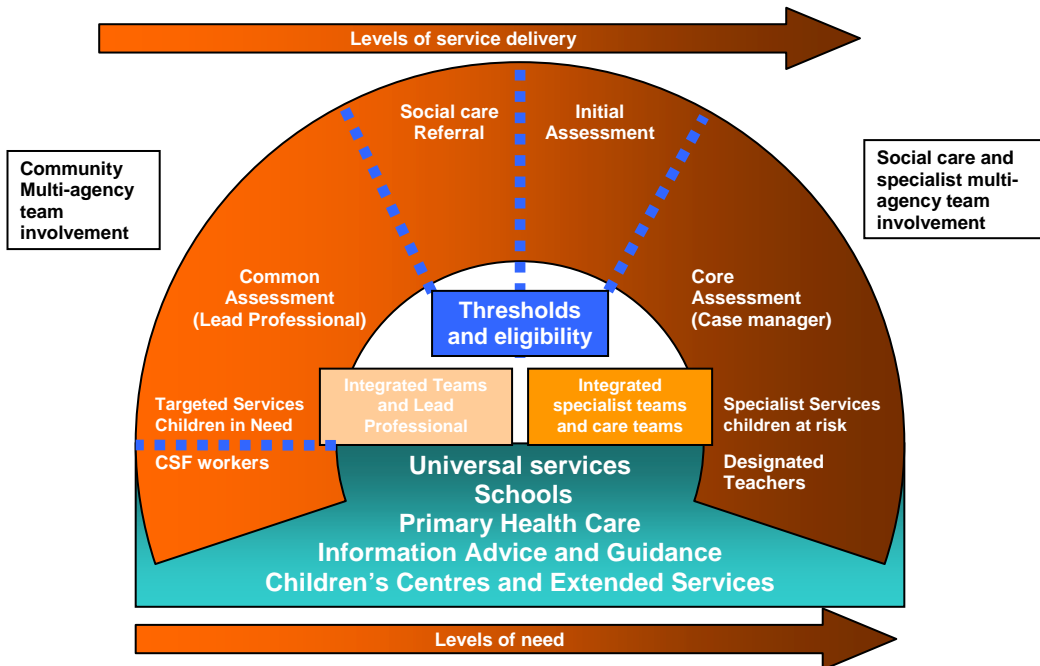 Levels of service delivery
Social care
Referral
Initial
Assessment
Community
Multi-agency
team
involvement
Social care and
specialist multi-
agency team
involvement
Common
Assessment
(Lead Professional)
Core
Assessment
(Case manager)
Thresholds
and eligibility
Integrated Teams
and Lead
Professional
Integrated
specialist teams
and care teams
Targeted Services
Children in Need
CSF workers
Specialist Services
children at risk
Designated
Teachers
Universal services
Schools
Primary Health Care
Information Advice and Guidance
Children’s Centres and Extended Services
Levels of need